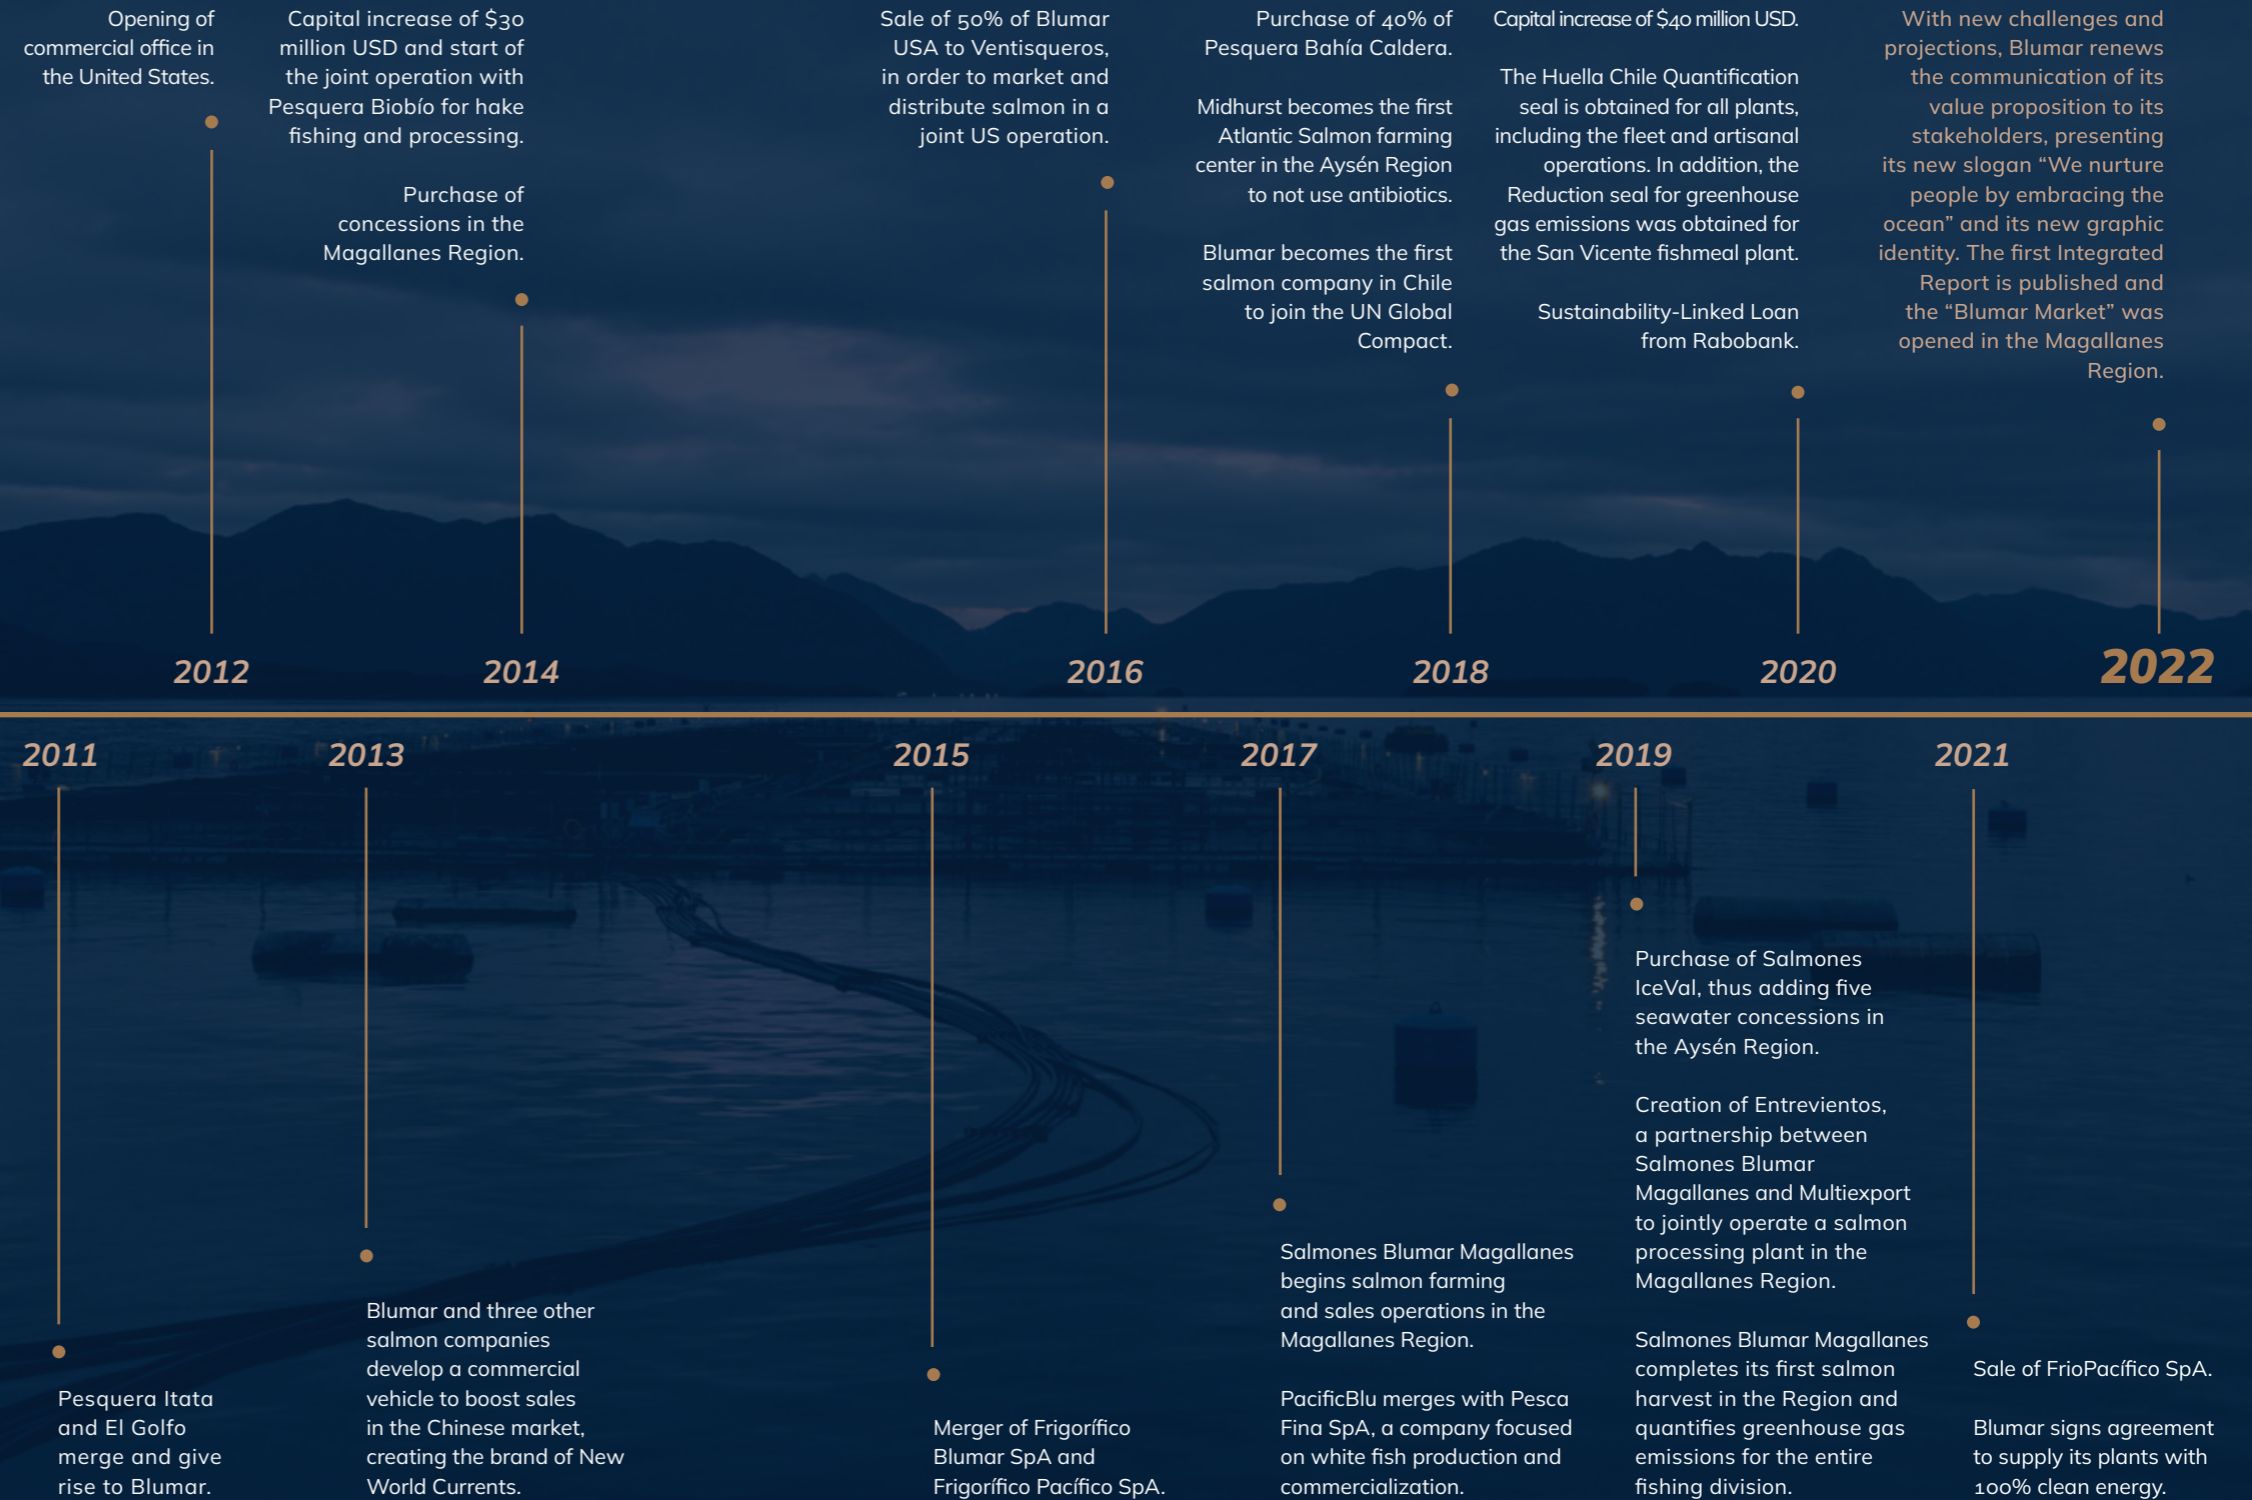 Opening of
commercial office in
the United States.
Capital increase of $30
million USD and start of
the joint operation with
Pesquera Biobío for hake
fishing and processing.
Purchase of
concessions in the
Magallanes Region.
Sale of 50% of Blumar
USA to Ventisqueros,
in order to market and
distribute salmon in a
joint US operation.
Purchase of 40% of
Pesquera Bahía Caldera.
Midhurst becomes the first
Atlantic Salmon farming
center in the Aysén Region
to not use antibiotics.
Blumar becomes the first
salmon company in Chile
to join the UN Global
Compact.
Capital increase of $40 million USD.
The Huella Chile Quantification
seal is obtained for all plants,
including the fleet and artisanal
operations. In addition, the
Reduction seal for greenhouse
gas emissions was obtained for
the San Vicente fishmeal plant.
Sustainability-Linked Loan
from Rabobank.
With new challenges and
projections, Blumar renews
the communication of its
value proposition to its
stakeholders, presenting
its new slogan “We nurture
people by embracing the
ocean” and its new graphic
identity. The first Integrated
Report is published and
the “Blumar Market” was
opened in the Magallanes
Region.
2012
2014
2016
2018
2020
2022
2011
2013
2015
2017
2019
2021
Pesquera Itata
and El Golfo
merge and give
rise to Blumar.
Blumar and three other
salmon companies
develop a commercial
vehicle to boost sales
in the Chinese market,
creating the brand of New
World Currents.
Merger of Frigorífico
Blumar SpA and
Frigorífico Pacífico SpA.
Salmones Blumar Magallanes
begins salmon farming
and sales operations in the
Magallanes Region.
PacificBlu merges with Pesca
Fina SpA, a company focused
on white fish production and
commercialization.
Purchase of Salmones
IceVal, thus adding five
seawater concessions in
the Aysén Region.
Creation of Entrevientos,
a partnership between
Salmones Blumar
Magallanes and Multiexport
to jointly operate a salmon
processing plant in the
Magallanes Region.
Salmones Blumar Magallanes
completes its first salmon
harvest in the Region and
quantifies greenhouse gas
emissions for the entire
fishing division.
Sale of FrioPacífico SpA.
Blumar signs agreement
to supply its plants with
100% clean energy.